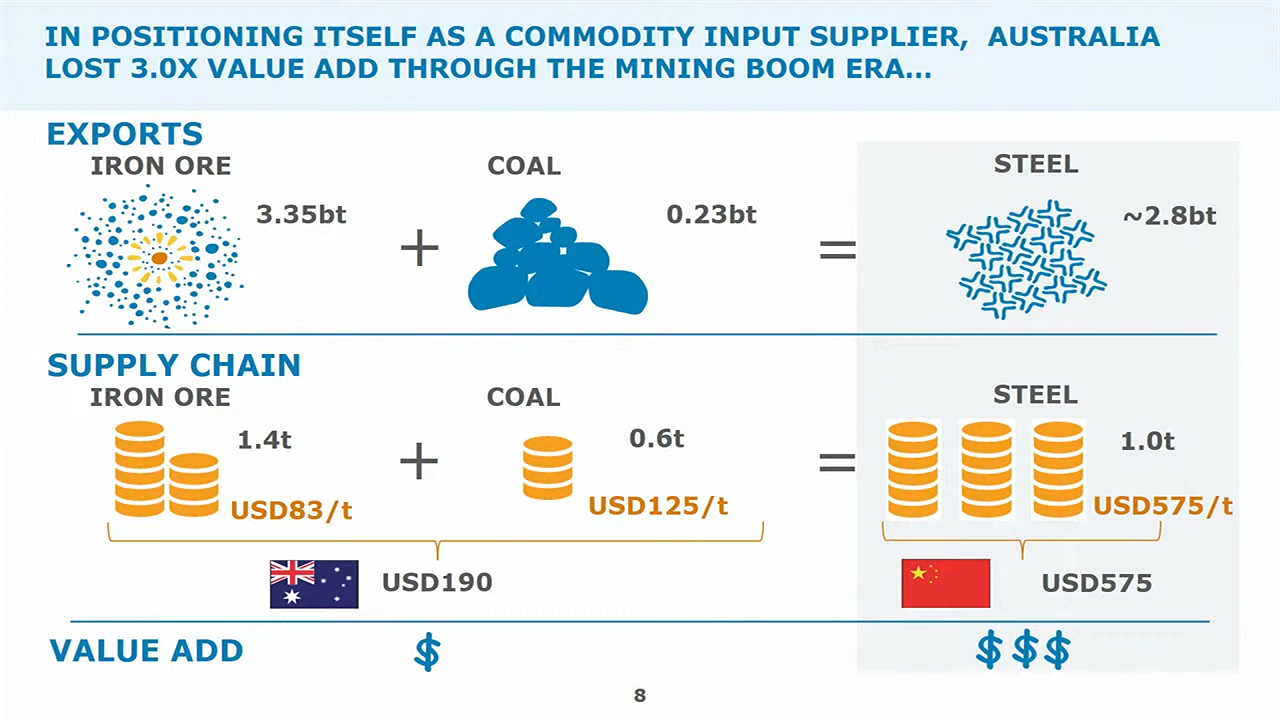 IN POSITIONING ITSELF AS A COMMODITY INPUT SUPPLIER, AUSTRALIA
LOST 3.0X VALUE ADD THROUGH THE MINING BOOM ERA...
EXPORTS
IRON ORE
3.35bt
+
COAL
0.23bt
=
STEEL
~2.8bt
SUPPLY CHAIN
IRON ORE
1.4t
USD83/t
+
COAL
0.6t
USD125/t
=
STEEL
1.0t
USD575/t
USD190
USD575
VALUE ADD
$
$$$
8